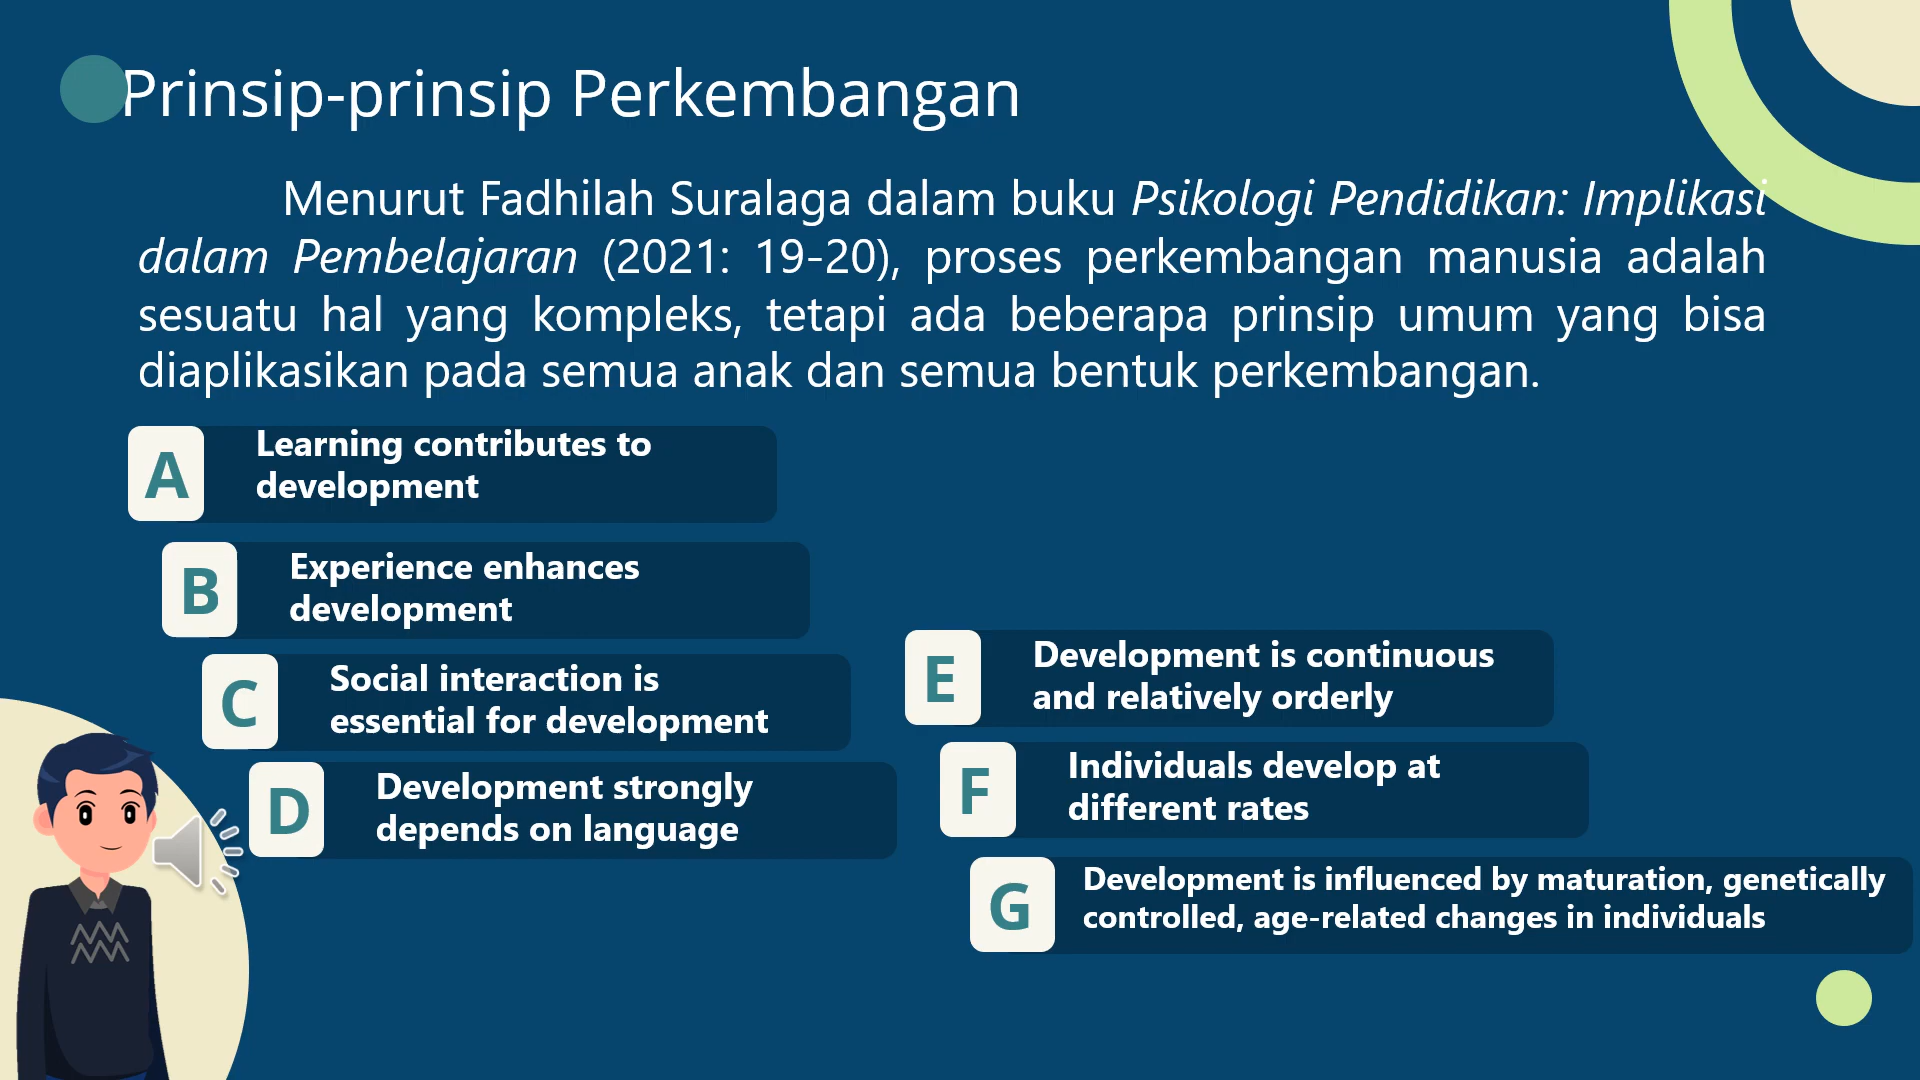 Prinsip-prinsip Perkembangan
Menurut Fadhilah Suralaga dalam buku Psikologi Pendidikan: Implikasi
dalam Pembelajaran (2021: 19-20), proses perkembangan manusia adalah
sesuatu hal yang kompleks, tetapi ada beberapa prinsip umum yang bisa
diaplikasikan pada semua anak dan semua bentuk perkembangan.
A
Learning contributes to
development
B
Experience enhances
development
C
Social interaction is
essential for development
D
Development strongly
depends on language
E
Development is continuous
and relatively orderly
F
Individuals develop at
different rates
G
Development is influenced by maturation, genetically
controlled, age-related changes in individuals